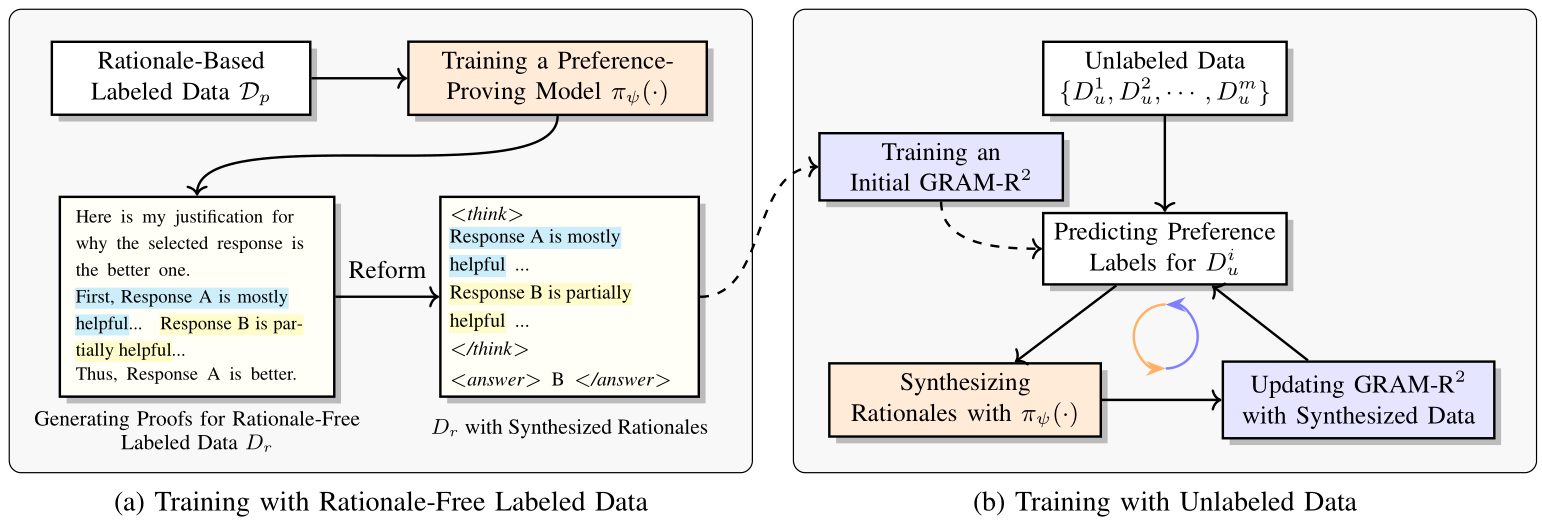 Rationale-Based
Labeled Data $\mathcal{D}_p$
Training a Preference-
Proving Model $\pi_\psi(\cdot)$
Here is my justification for
why the selected response is
the better one.
First, Response A is mostly
helpful... Response B is par-
tially helpful...
Thus, Response A is better.
Generating Proofs for Rationale-Free
Labeled Data $D_r$
Reform
<think>
Response A is mostly
helpful ...
Response B is partially
helpful ...
</think>
<answer> B </answer>
$D_r$ with Synthesized Rationales
(a) Training with Rationale-Free Labeled Data
Unlabeled Data
$\{D_u^1, D_u^2, \cdots, D_u^m\}$
Training an
Initial GRAM-R$^2$
Predicting Preference
Labels for $D_u^i$
Synthesizing
Rationales with $\pi_\psi(\cdot)$
Updating GRAM-R$^2$
with Synthesized Data
(b) Training with Unlabeled Data